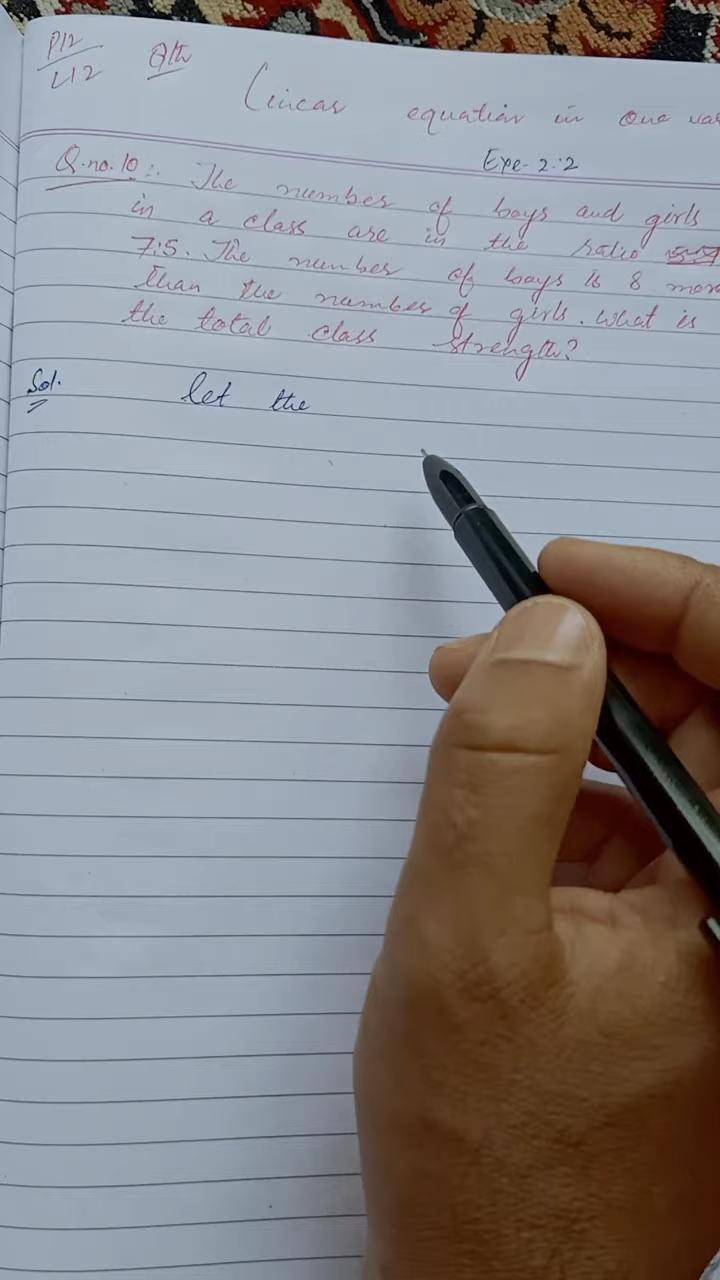 P12
L12
8th
Linear equation in one va
Exe- 2.2
Q.no.10:. The number of boys and girls
in a class are in the ratio
7:5. The number of boys is 8 more
than the number of girls. What is
the total class strength?
Sol. let the